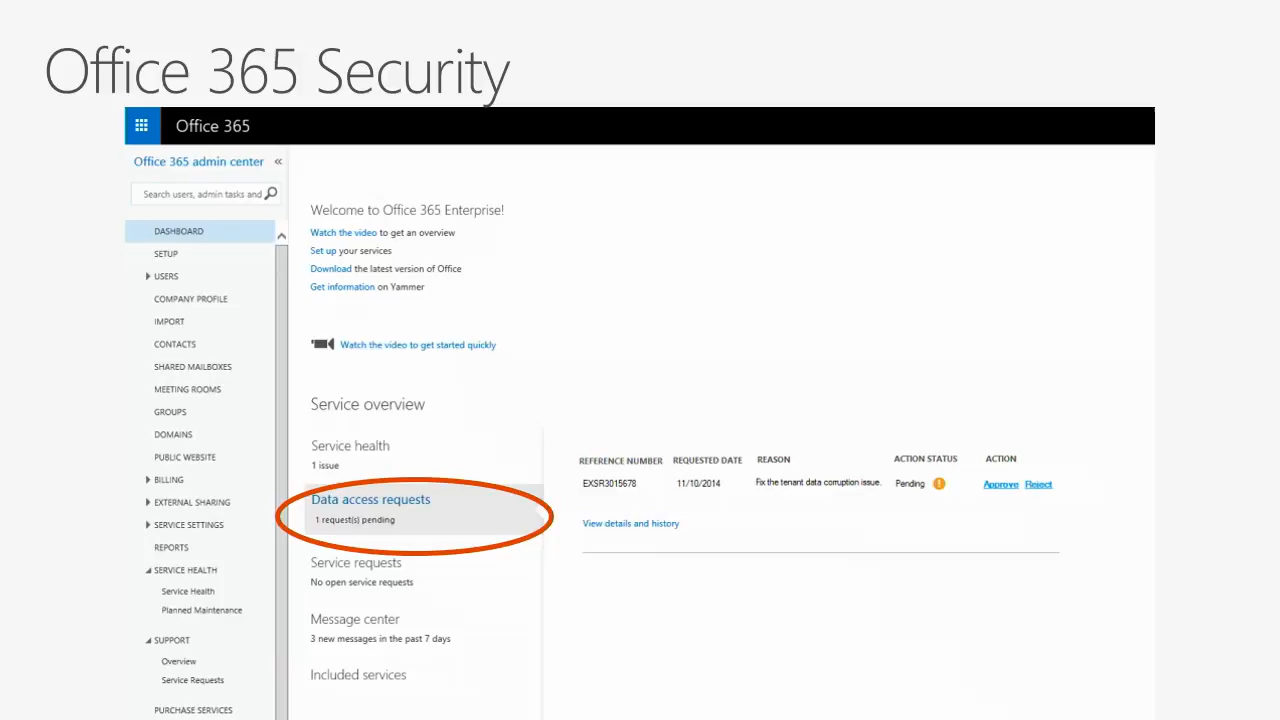 Office 365 Security
Office 365
Office 365 admin center «
Search users, admin tasks and
DASHBOARD
SETUP
USERS
COMPANY PROFILE
IMPORT
CONTACTS
SHARED MAILBOXES
MEETING ROOMS
GROUPS
DOMAINS
PUBLIC WEBSITE
BILLING
EXTERNAL SHARING
SERVICE SETTINGS
REPORTS
SERVICE HEALTH
Service Health
Planned Maintenance
SUPPORT
Overview
Service Requests
PURCHASE SERVICES
Welcome to Office 365 Enterprise!
Watch the video to get an overview
Set up your services
Download the latest version of Office
Get information on Yammer
Watch the video to get started quickly
Service overview
Service health
1 issue
Data access requests
1 request(s) pending
Service requests
No open service requests
Message center
3 new messages in the past 7 days
Included services
REFERENCE NUMBER REQUESTED DATE REASON ACTION STATUS ACTION
EXSR3015678 11/10/2014 Fix the tenant data corruption issue. Pending ! Approve Reject
View details and history